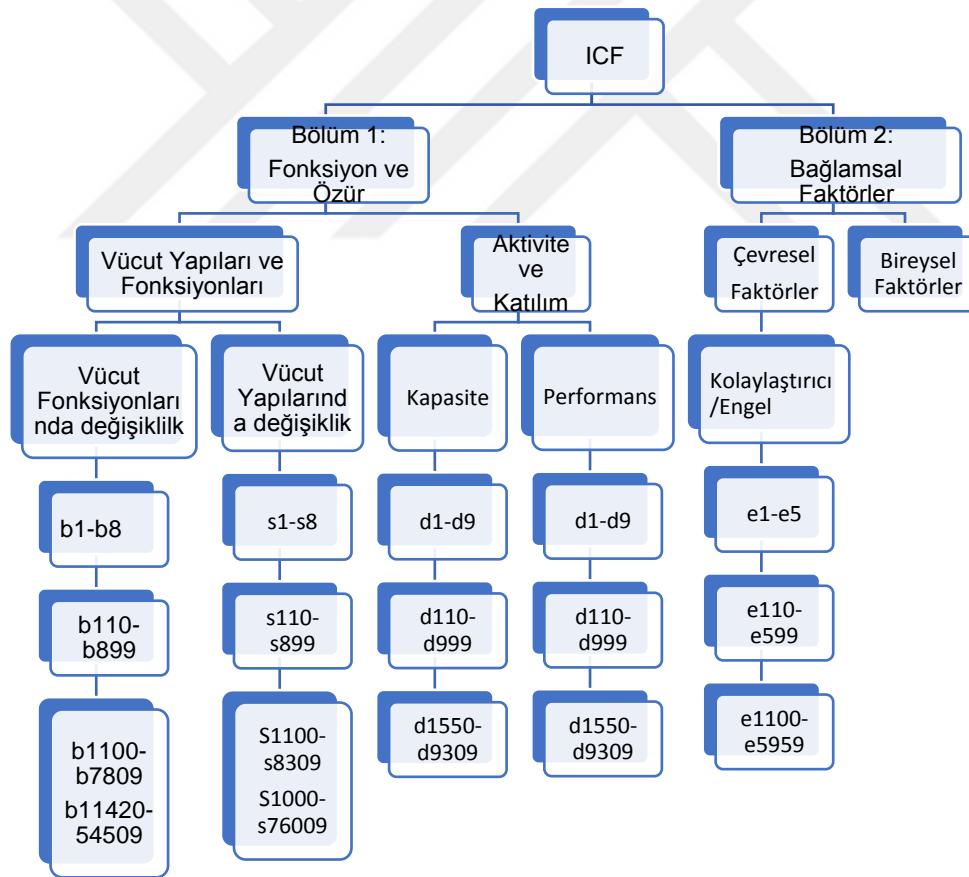 ICF
Bölüm 1:
Fonksiyon ve
Özür
Bölüm 2:
Bağlamsal
Faktörler
Vücut Yapıları ve
Fonksiyonları
Aktivite
ve
Katılım
Çevresel
Faktörler
Bireysel
Faktörler
Vücut
Fonksiyonları
nda değişiklilk
Vücut
Yapılarınd
a değişiklik
Kapasite
Performans
Kolaylaştırıcı
/Engel
b1-b8
s1-s8
d1-d9
d1-d9
e1-e5
b110-
b899
s110-
s899
d110-
d999
d110-
d999
e110-
e599
b1100-
b7809
b11420-
54509
S1100-
s8309
S1000-
s76009
d1550-
d9309
d1550-
d9309
e1100-
e5959